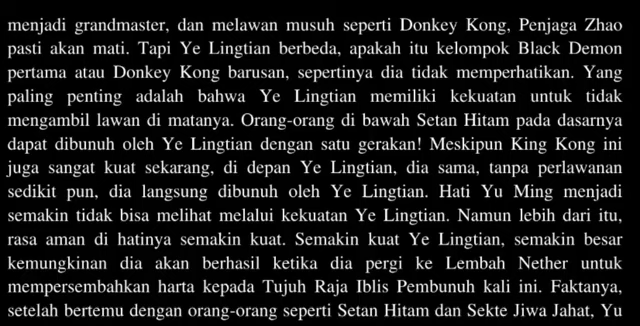 menjadi grandmaster, dan melawan musuh seperti Donkey Kong, Penjaga Zhao
pasti akan mati. Tapi Ye Lingtian berbeda, apakah itu kelompok Black Demon
pertama atau Donkey Kong barusan, sepertinya dia tidak memperhatikan. Yang
paling penting adalah bahwa Ye Lingtian memiliki kekuatan untuk tidak
mengambil lawan di matanya. Orang-orang di bawah Setan Hitam pada dasarnya
dapat dibunuh oleh Ye Lingtian dengan satu gerakan! Meskipun King Kong ini
juga sangat kuat sekarang, di depan Ye Lingtian, dia sama, tanpa perlawanan
sedikit pun, dia langsung dibunuh oleh Ye Lingtian. Hati Yu Ming menjadi
semakin tidak bisa melihat melalui kekuatan Ye Lingtian. Namun lebih dari itu,
rasa aman di hatinya semakin kuat. Semakin kuat Ye Lingtian, semakin besar
kemungkinan dia akan berhasil ketika dia pergi ke Lembah Nether untuk
mempersembahkan harta kepada Tujuh Raja Iblis Pembunuh kali ini. Faktanya,
setelah bertemu dengan orang-orang seperti Setan Hitam dan Sekte Jiwa Jahat, Yu